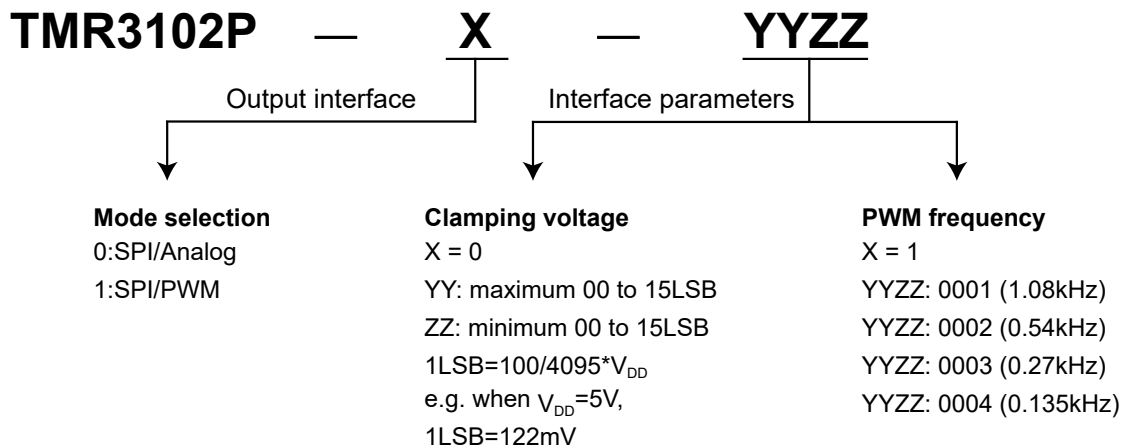 TMR3102P — X — YYZZ
Output interface
Interface parameters
Mode selection
0:SPI/Analog
1:SPI/PWM
Clamping voltage
X = 0
YY: maximum 00 to 15LSB
ZZ: minimum 00 to 15LSB
1LSB=100/4095*VDD
e.g. when VDD=5V,
1LSB=122mV
PWM frequency
X = 1
YYZZ: 0001 (1.08kHz)
YYZZ: 0002 (0.54kHz)
YYZZ: 0003 (0.27kHz)
YYZZ: 0004 (0.135kHz)